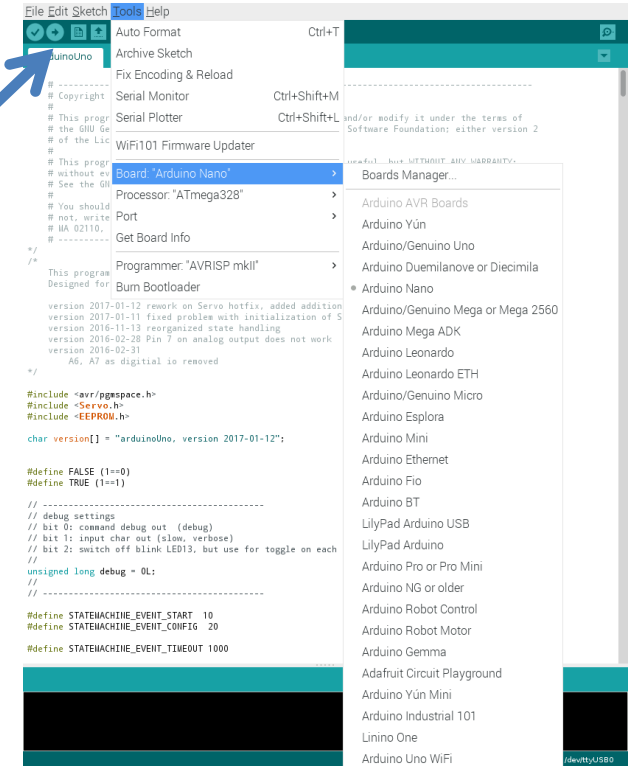 File Edit Sketch Tools Help
duinoUno
Auto Format Ctrl+T
Archive Sketch
Fix Encoding & Reload
Serial Monitor Ctrl+Shift+M
Serial Plotter Ctrl+Shift+L
WiFi101 Firmware Updater
Board: "Arduino Nano"
Processor: "ATmega328"
Port
Get Board Info
Programmer: "AVRISP mkII"
Burn Bootloader
Boards Manager...
Arduino AVR Boards
Arduino Yún
Arduino/Genuino Uno
Arduino Duemilanove or Diecimila
Arduino Nano
Arduino/Genuino Mega or Mega 2560
Arduino Mega ADK
Arduino Leonardo
Arduino Leonardo ETH
Arduino/Genuino Micro
Arduino Esplora
Arduino Mini
Arduino Ethernet
Arduino Fio
Arduino BT
LilyPad Arduino USB
LilyPad Arduino
Arduino Pro or Pro Mini
Arduino NG or older
Arduino Robot Control
Arduino Robot Motor
Arduino Gemma
Adafruit Circuit Playground
Arduino Yún Mini
Arduino Industrial 101
Linino One
Arduino Uno WiFi
# ---------- ----------------------------------
# Copyright
#
# This progr and/or modify it under the terms of
# the GNU Ge Software Foundation; either version 2
# of the Lic
#
# This progr useful, but WITHOUT ANY WARRANTY;
# without ev
# See the GN
#
# You should
# not, write
# MA 02110,
# ----------
*/
/*
This program
Designed for
version 2017-01-12 rework on Servo hotfix, added addition
version 2017-01-11 fixed problem with initialization of S
version 2016-11-13 reorganized state handling
version 2016-02-28 Pin 7 on analog output does not work
version 2016-02-31
A6, A7 as digitial io removed
*/
#include <avr/pgmspace.h>
#include <Servo.h>
#include <EEPROM.h>
char version[] = "arduinoUno, version 2017-01-12";
#define FALSE (1==0)
#define TRUE (1==1)
// -----------------------------------------
// debug settings
// bit 0: command debug out (debug)
// bit 1: input char out (slow, verbose)
// bit 2: switch off blink LED13, but use for toggle on each
//
unsigned long debug = 0L;
//
// -----------------------------------------
#define STATEMACHINE_EVENT_START 10
#define STATEMACHINE_EVENT_CONFIG 20
#define STATEMACHINE_EVENT_TIMEOUT 1000
/dev/ttyUSB0